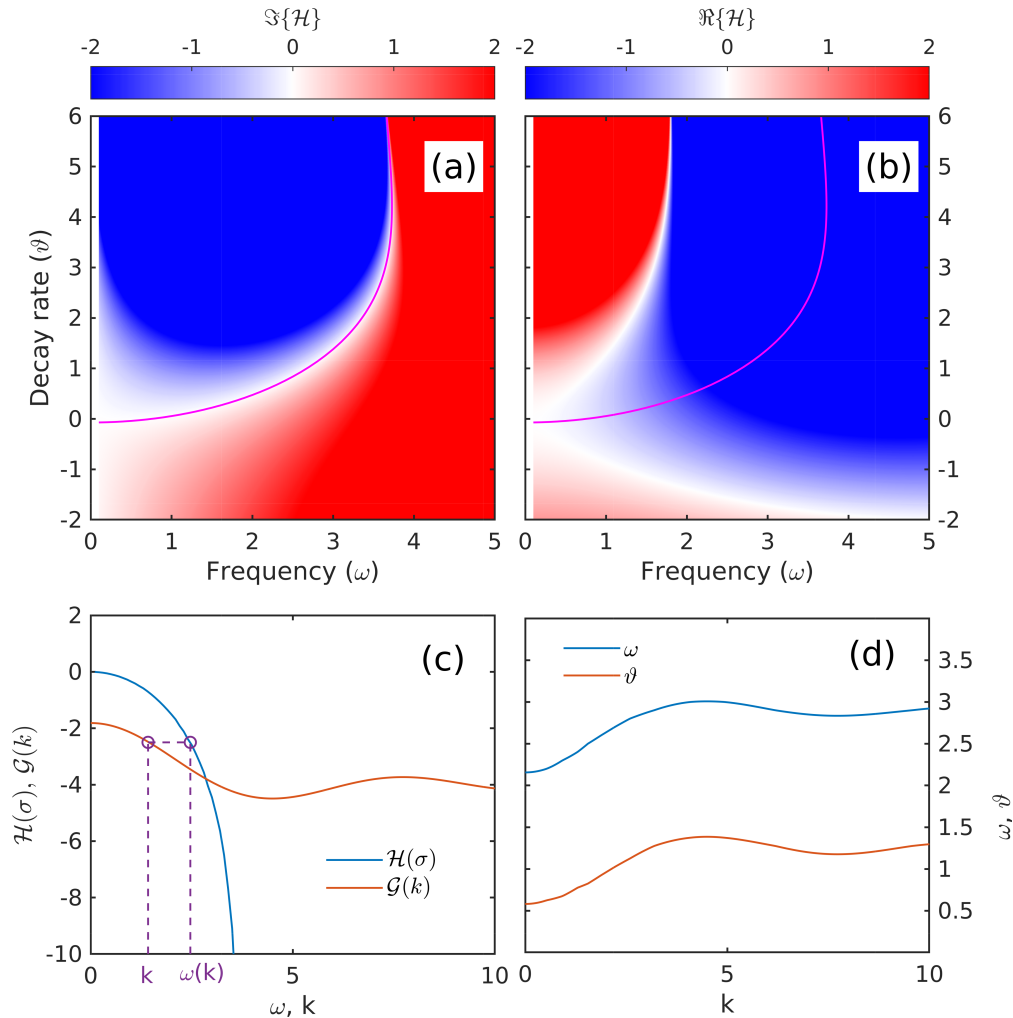 ℑ{ℋ} ℜ{ℋ}
-2 -1 0 1 2 -2 -1 0 1 2
6 (a) (b) 6
5 5
4 4
3 3
2 2
1 1
0 0
-1 -1
-2 -2
Decay rate (ϑ)
0 1 2 3 4 5 0 1 2 3 4 5
Frequency (ω) Frequency (ω)
2 (c) (d)
0
-2
-4
-6
-8
-10
ℋ(σ), 𝒢(k)
ℋ(σ)
𝒢(k)
0 k ω(k) 5 10
ω, k
ω
ϑ
3.5
3
2.5
2
1.5
1
0.5
ω, ϑ
0 5 10
k